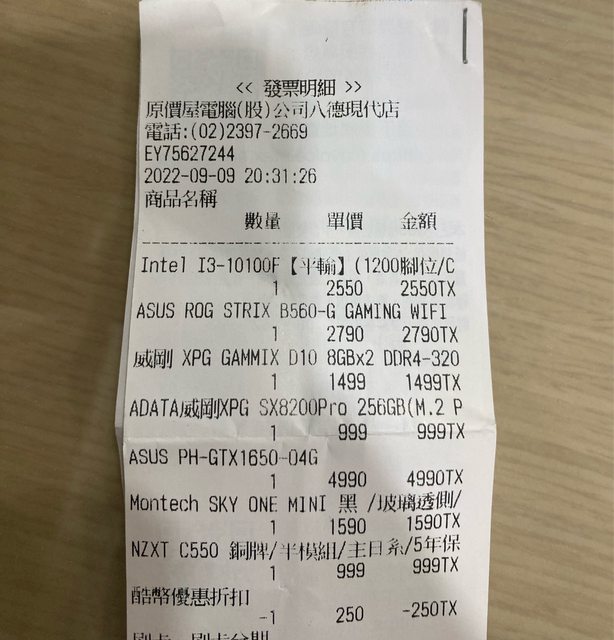 << 發票明細 >>
原價屋電腦(股)公司八德現代店
電話:(02)2397-2669
EY75627244
2022-09-09 20:31:26
商品名稱
數量 單價 金額
Intel I3-10100F【平輸】(1200腳位/C
1 2550 2550TX
ASUS ROG STRIX B560-G GAMING WIFI
1 2790 2790TX
威剛 XPG GAMMIX D10 8GBx2 DDR4-320
1 1499 1499TX
ADATA威剛XPG SX8200Pro 256GB(M.2 P
1 999 999TX
ASUS PH-GTX1650-O4G
1 4990 4990TX
Montech SKY ONE MINI 黑 /玻璃透側/
1 1590 1590TX
NZXT C550 銅牌/半模組/主日系/5年保
1 999 999TX
酷幣優惠折扣
-1 250 -250TX